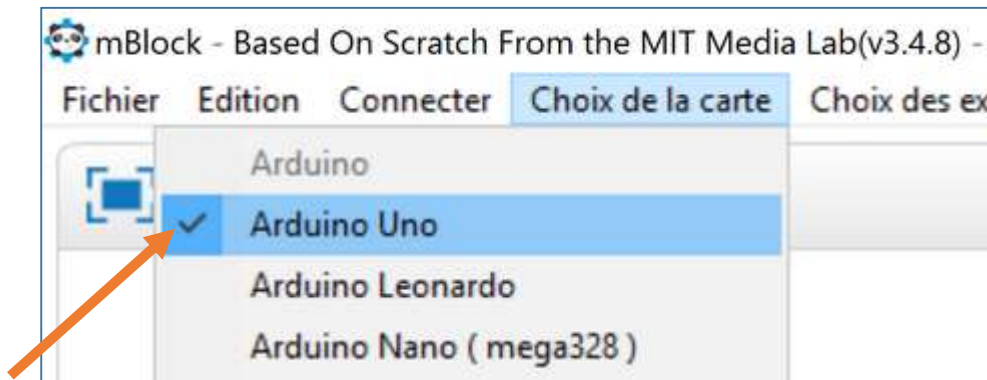 mBlock - Based On Scratch From the MIT Media Lab(v3.4.8) -
Fichier Edition Connecter Choix de la carte Choix des ex
Arduino
Arduino Uno
Arduino Leonardo
Arduino Nano ( mega328 )